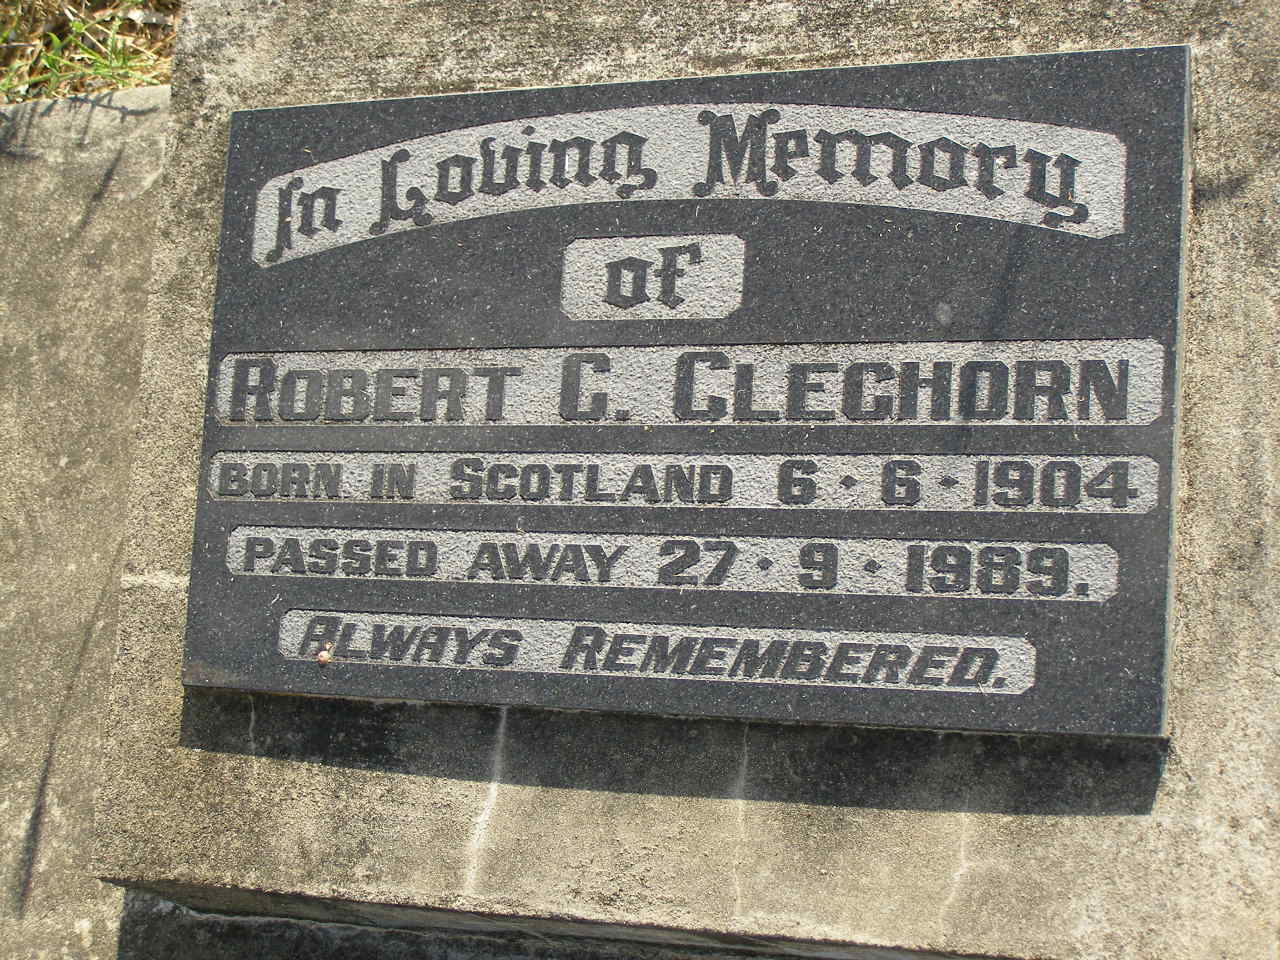 In Loving Memory
of
ROBERT C. CLEGHORN
BORN IN SCOTLAND 6·6·1904
PASSED AWAY 27·9·1989.
ALWAYS REMEMBERED.